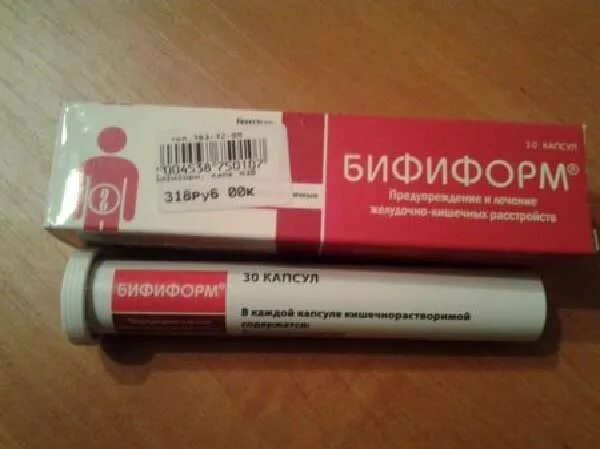 30 КАПСУЛ
БИФИФОРМ®
Предупреждение и лечение
желудочно-кишечных расстройств
318Руб 00к
БИФИФОРМ®
30 КАПСУЛ
В каждой капсуле кишечнорастворимой
содержатся